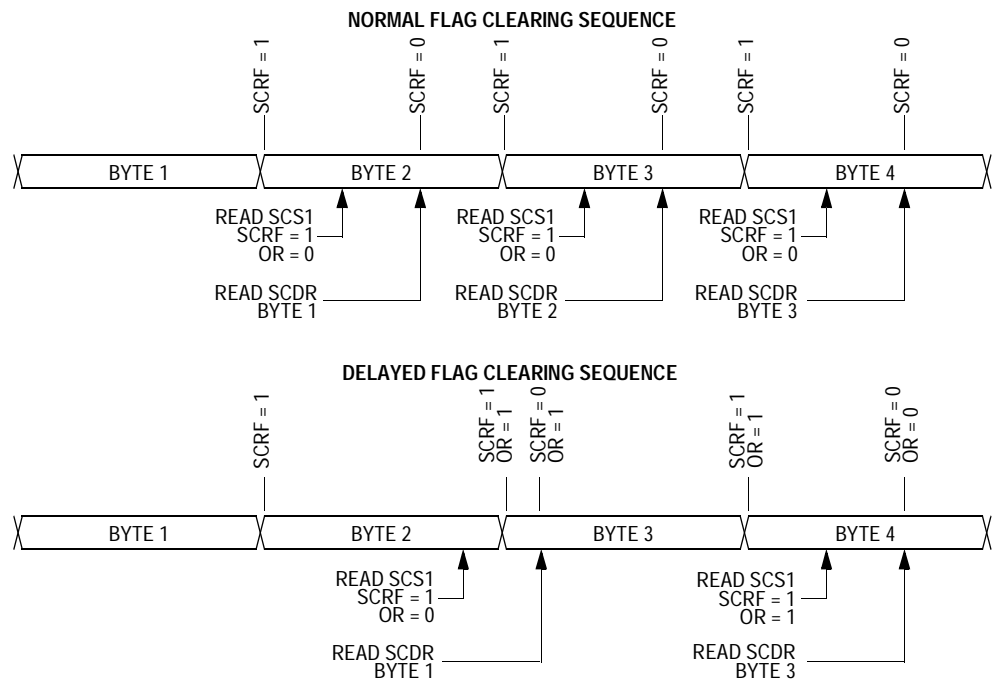 NORMAL FLAG CLEARING SEQUENCE
SCRF = 1
SCRF = 0
SCRF = 1
SCRF = 0
SCRF = 1
SCRF = 0
BYTE 1
BYTE 2
BYTE 3
BYTE 4
READ SCS1
SCRF = 1
OR = 0
READ SCS1
SCRF = 1
OR = 0
READ SCS1
SCRF = 1
OR = 0
READ SCDR
BYTE 1
READ SCDR
BYTE 2
READ SCDR
BYTE 3
DELAYED FLAG CLEARING SEQUENCE
SCRF = 1
SCRF = 1
OR = 1
SCRF = 0
OR = 1
SCRF = 1
OR = 1
SCRF = 0
OR = 0
BYTE 1
BYTE 2
BYTE 3
BYTE 4
READ SCS1
SCRF = 1
OR = 0
READ SCS1
SCRF = 1
OR = 1
READ SCDR
BYTE 1
READ SCDR
BYTE 3